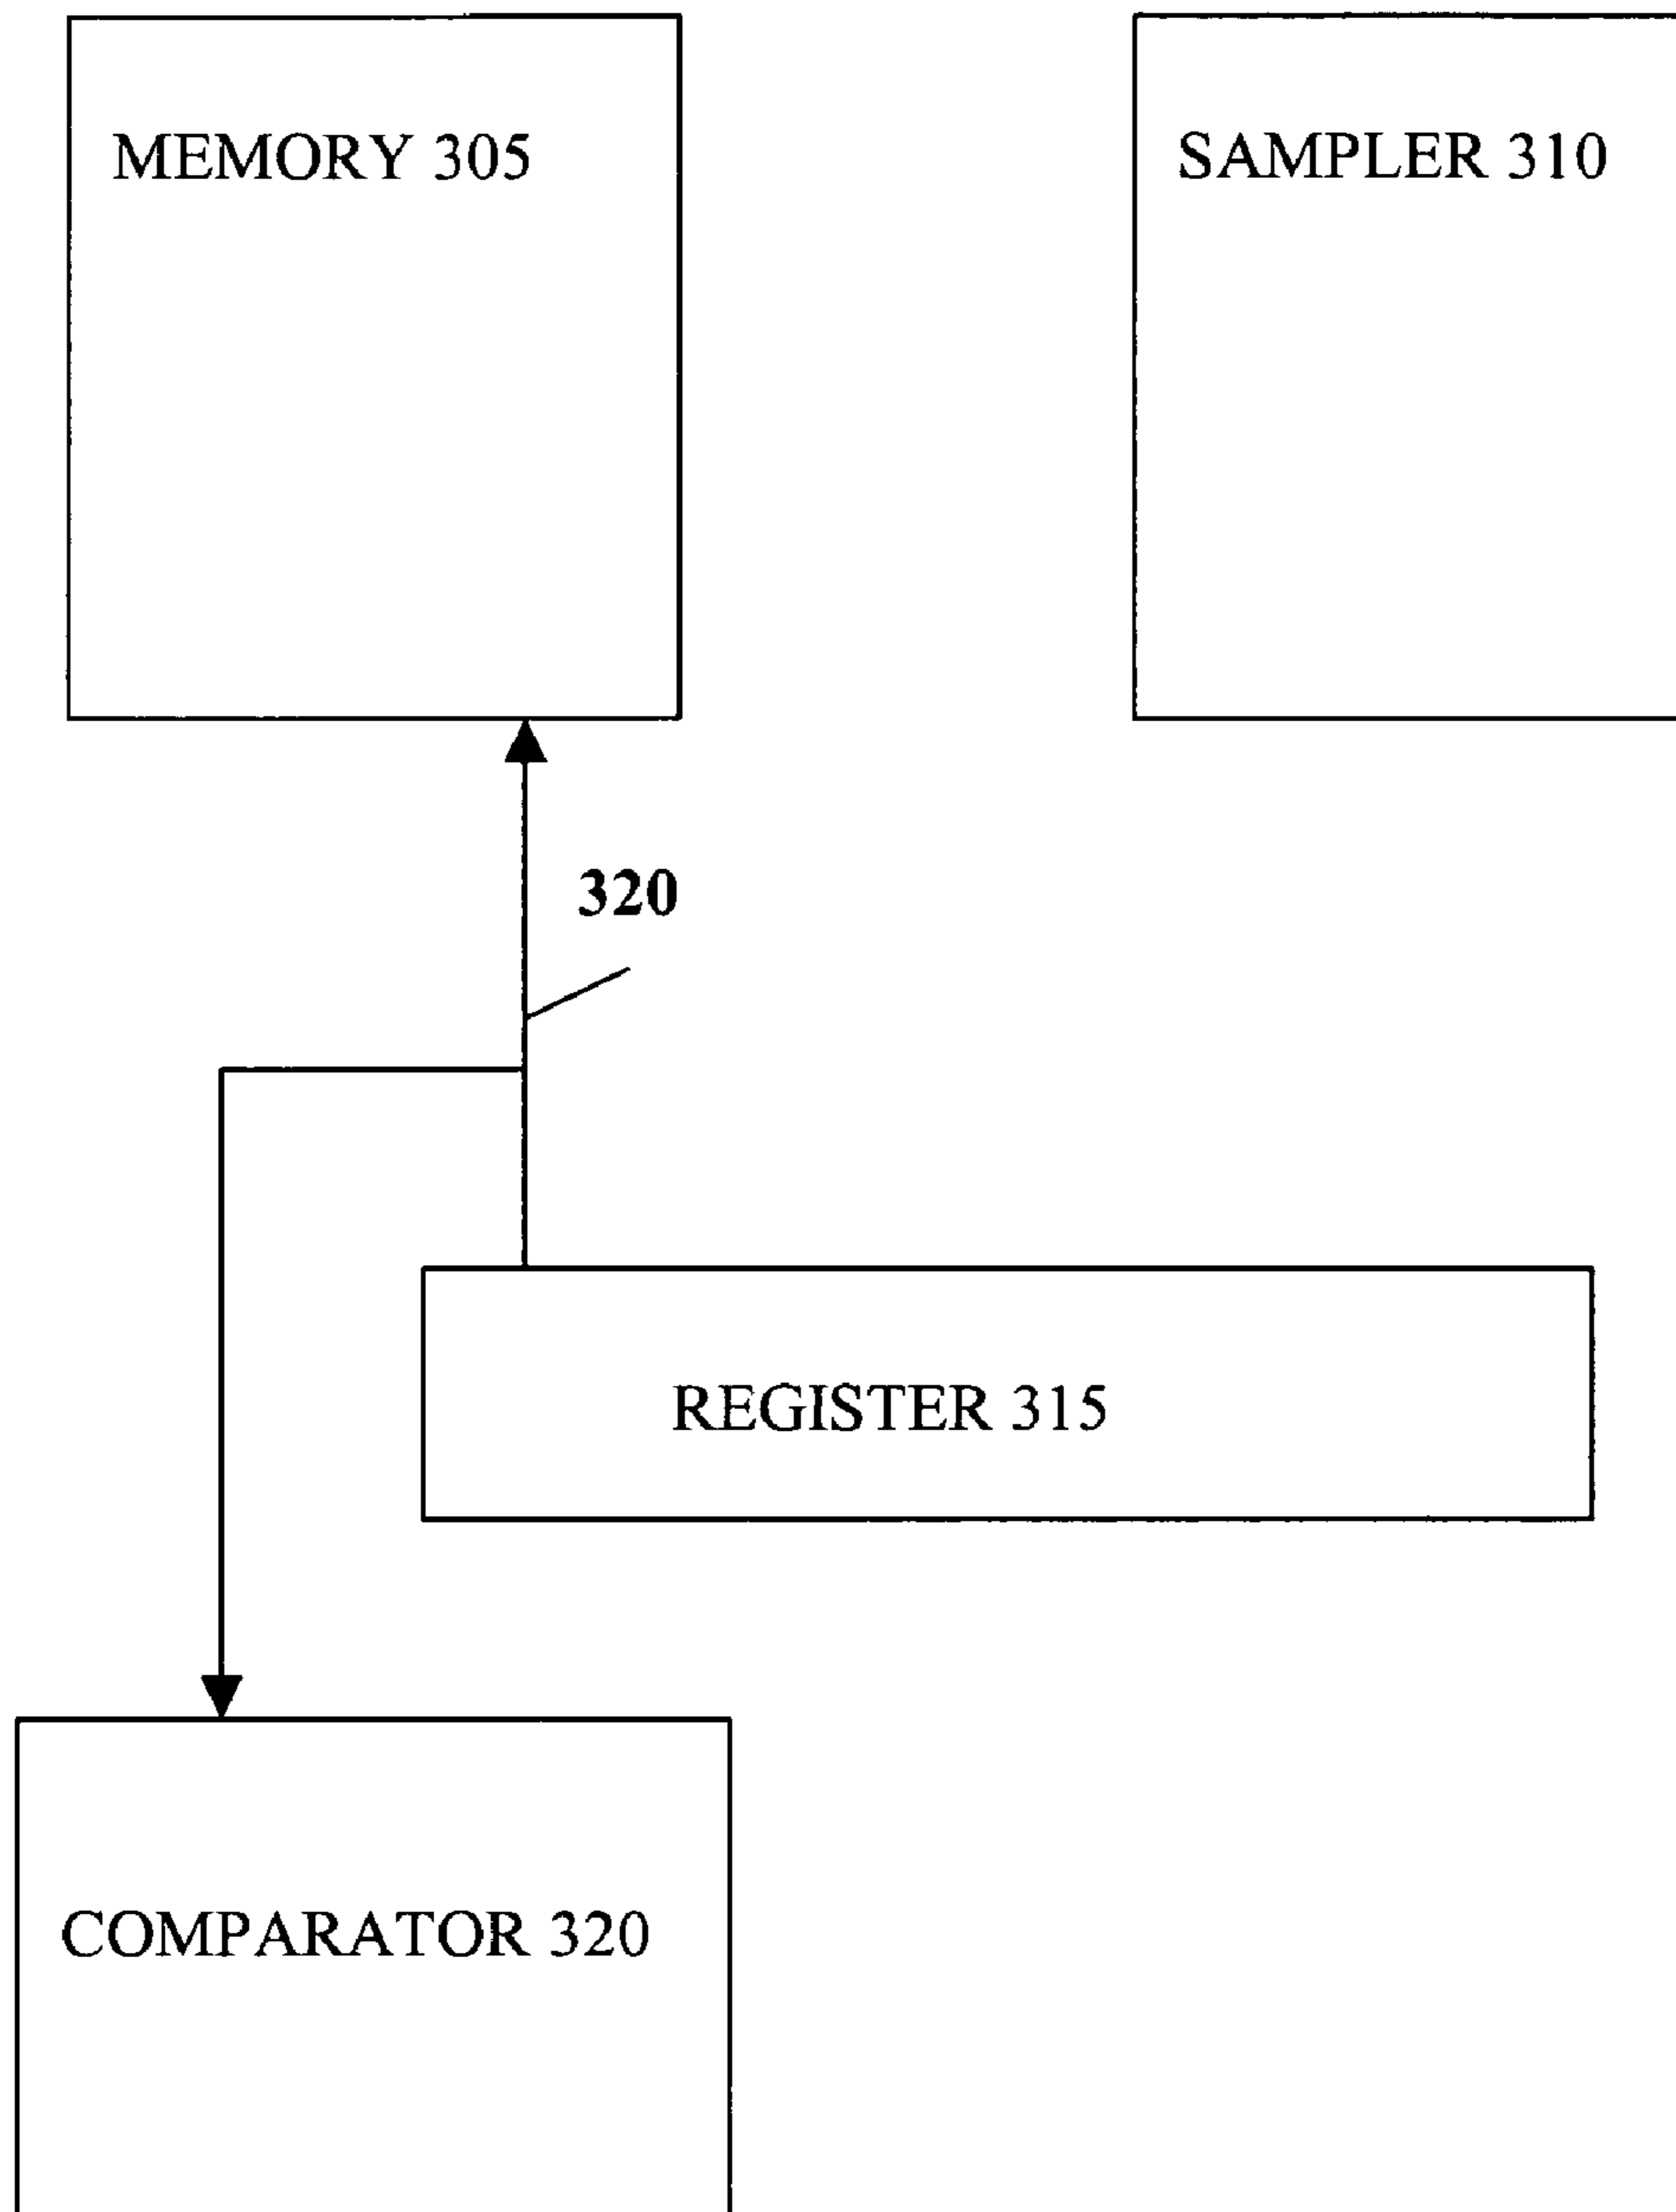 MEMORY 305
SAMPLER 310
320
REGISTER 315
COMPARATOR 320